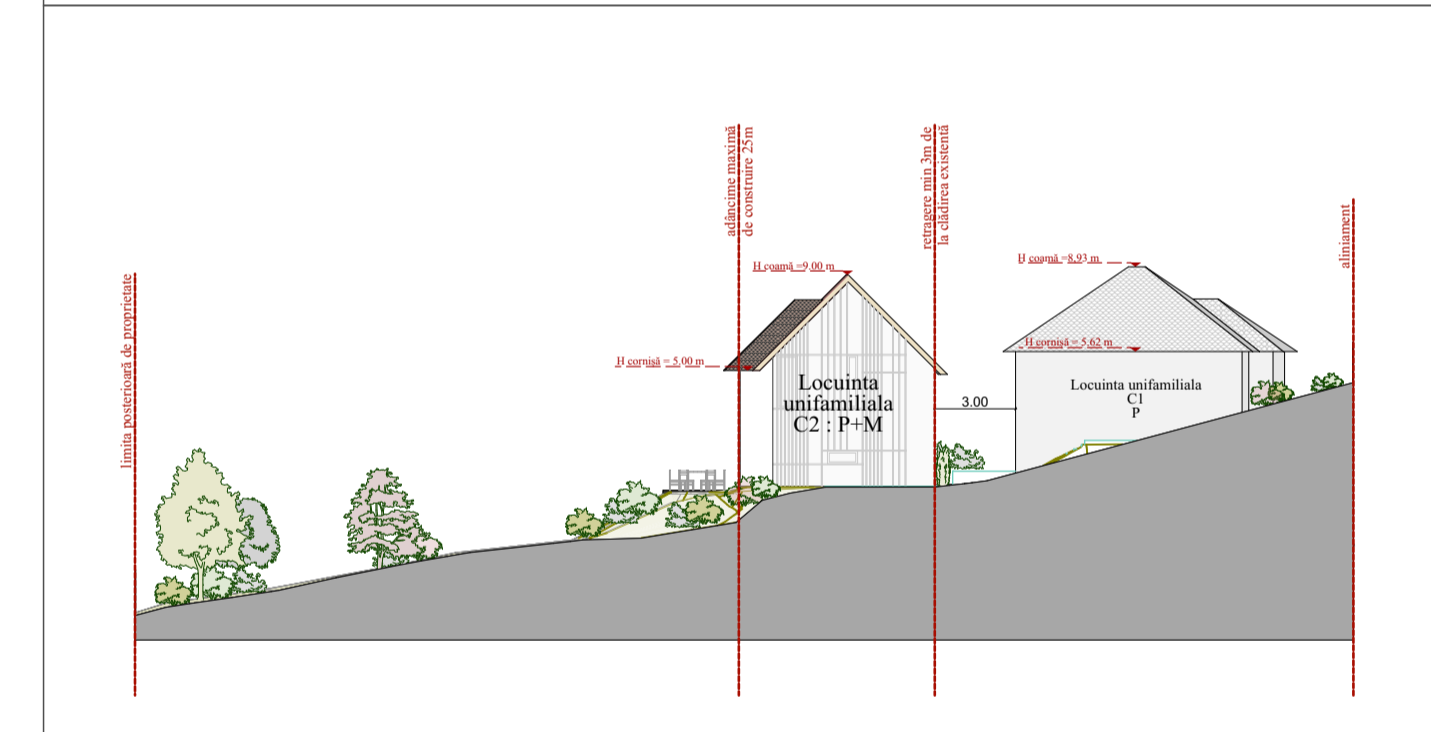 limita posterioară de proprietate
adâncime maximă
de construire 25m
retragere min 3m de
la clădirea existentă
aliniament
H coamă =9,00 m
H cornișă = 5,00 m
Locuinta
unifamiliala
C2 : P+M
3.00
H coamă =8,93 m
H cornișă = 5,62 m
Locuinta unifamiliala
C1
P